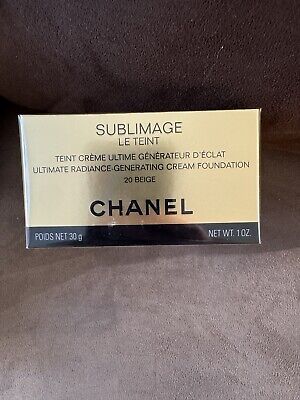 SUBLIMAGE
LE TEINT
TEINT CRÈME ULTIME GÉNÉRATEUR D'ÉCLAT
ULTIMATE RADIANCE-GENERATING CREAM FOUNDATION
20 BEIGE
CHANEL
POIDS NET 30 g
NET WT. 1 OZ.